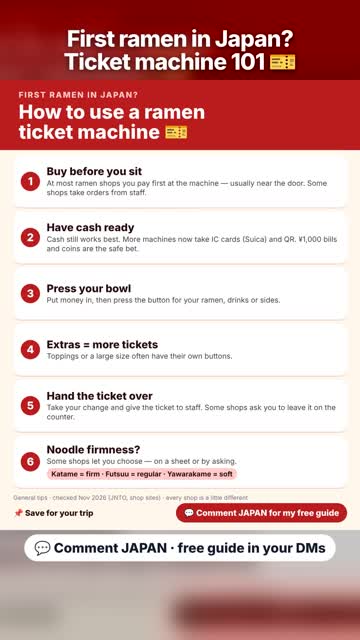 First ramen in Japan?
Ticket machine 101 🎫
FIRST RAMEN IN JAPAN?
How to use a ramen
ticket machine 🎫
1
Buy before you sit
At most ramen shops you pay first at the machine — usually near the door. Some
shops take orders from staff.
2
Have cash ready
Cash still works best. More machines now take IC cards (Suica) and QR. ¥1,000 bills
and coins are the safe bet.
3
Press your bowl
Put money in, then press the button for your ramen, drinks or sides.
4
Extras = more tickets
Toppings or a large size often have their own buttons.
5
Hand the ticket over
Take your change and give the ticket to staff. Some shops ask you to leave it on the
counter.
6
Noodle firmness?
Some shops let you choose — on a sheet or by asking.
Katame = firm · Futsuu = regular · Yawarakame = soft
General tips · checked Nov 2026 (JNTO, shop sites) · every shop is a little different
📌 Save for your trip
💬 Comment JAPAN for my free guide
💬 Comment JAPAN · free guide in your DMs